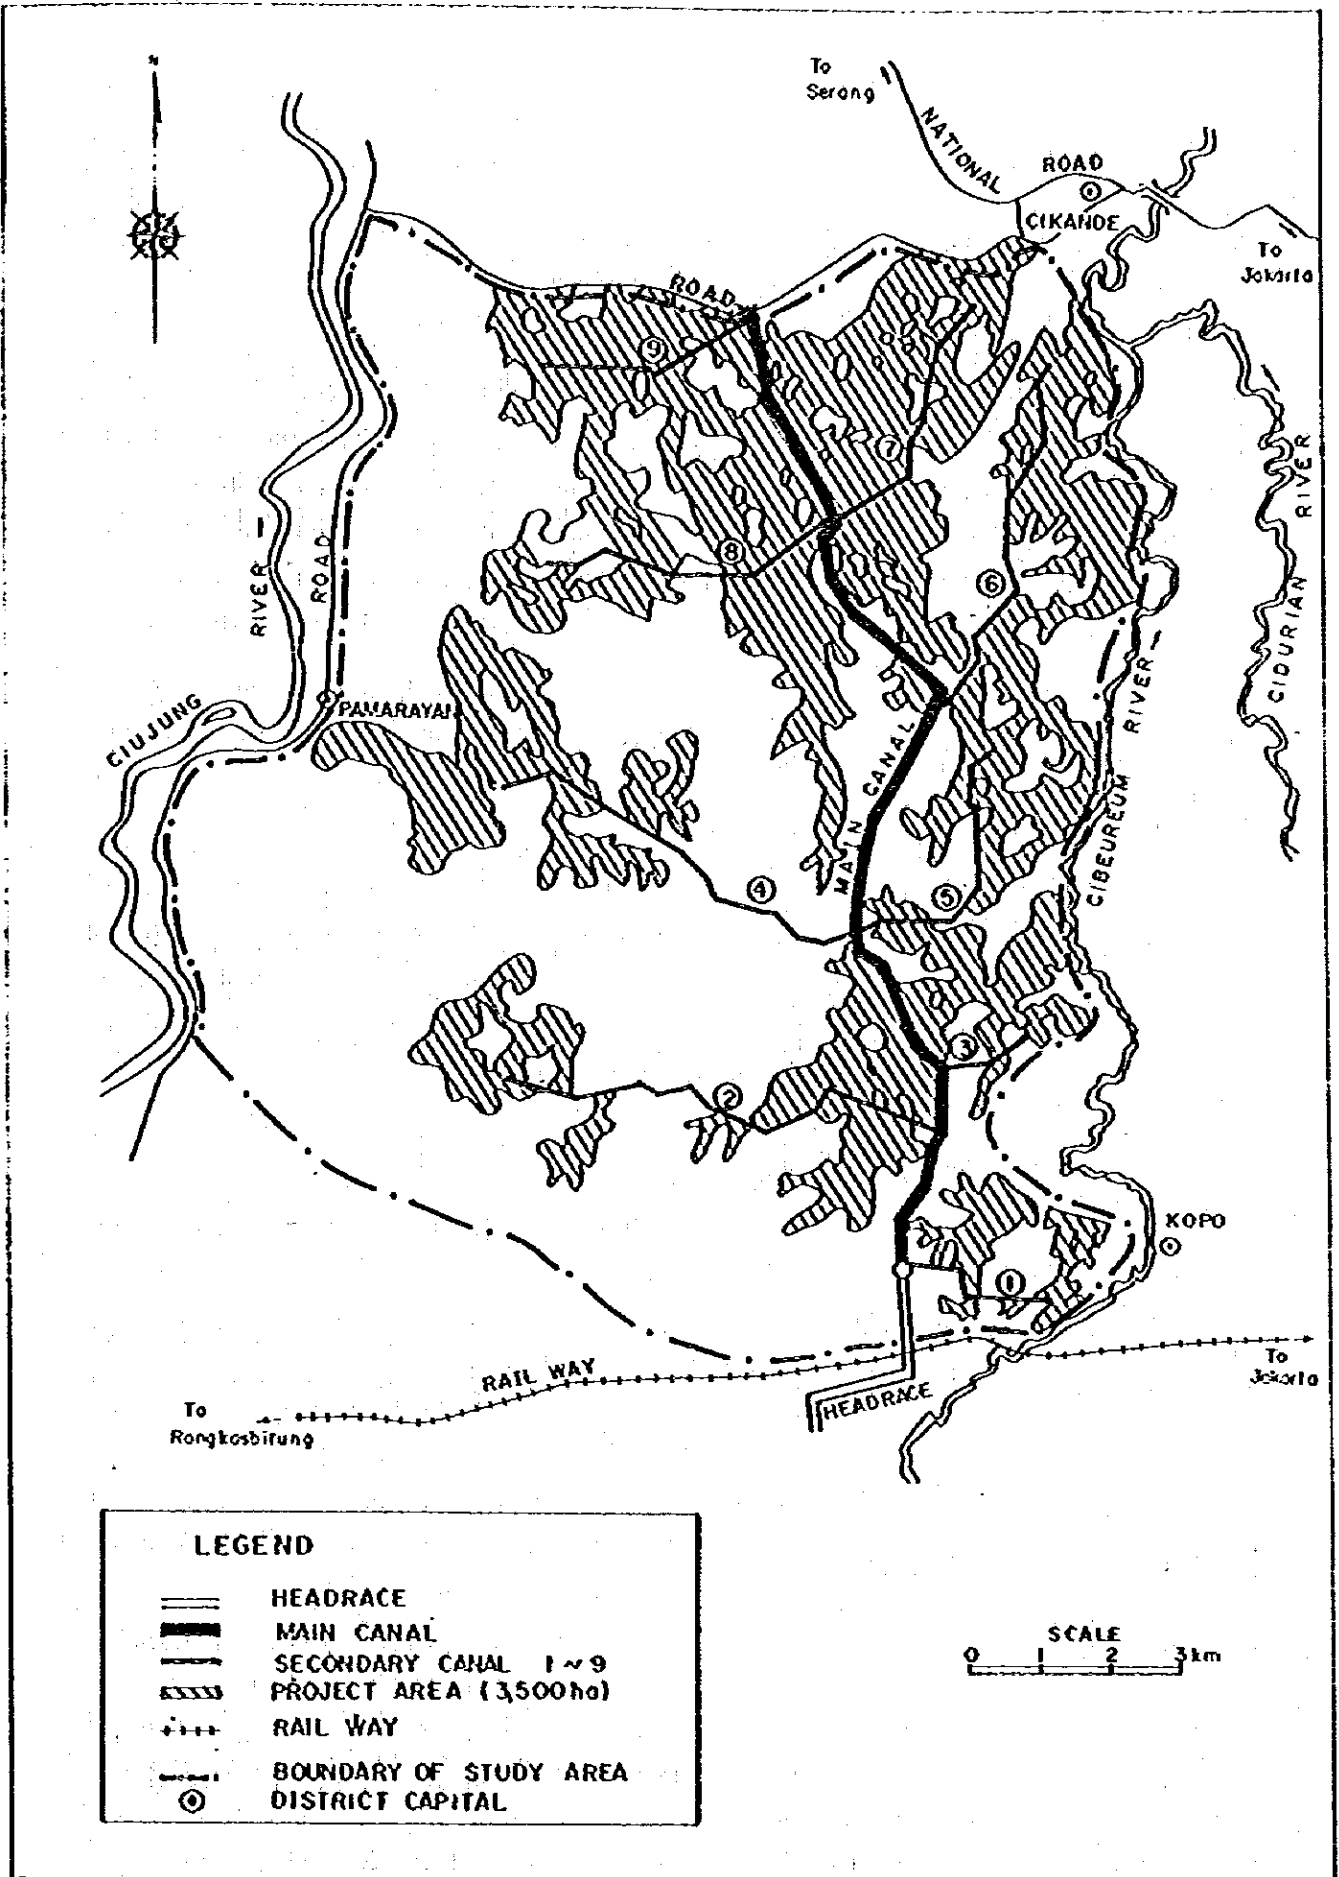 N
To
Serang
NATIONAL
ROAD
CIKANDE
To
Jakarta
ROAD
9
7
8
6
RIVER
ROAD
CIUJUNG
PAMARAYAN
RIVER
CIDURIAN
RIVER
CIBEUREUM
MAIN CANAL
4
5
3
2
KOPO
1
RAIL WAY
To
Rangkasbitung
HEADRACE
To
Jakarta
LEGEND
HEADRACE
MAIN CANAL
SECONDARY CANAL 1~9
PROJECT AREA (3,500ha)
RAIL WAY
BOUNDARY OF STUDY AREA
DISTRICT CAPITAL
SCALE
0 1 2 3km